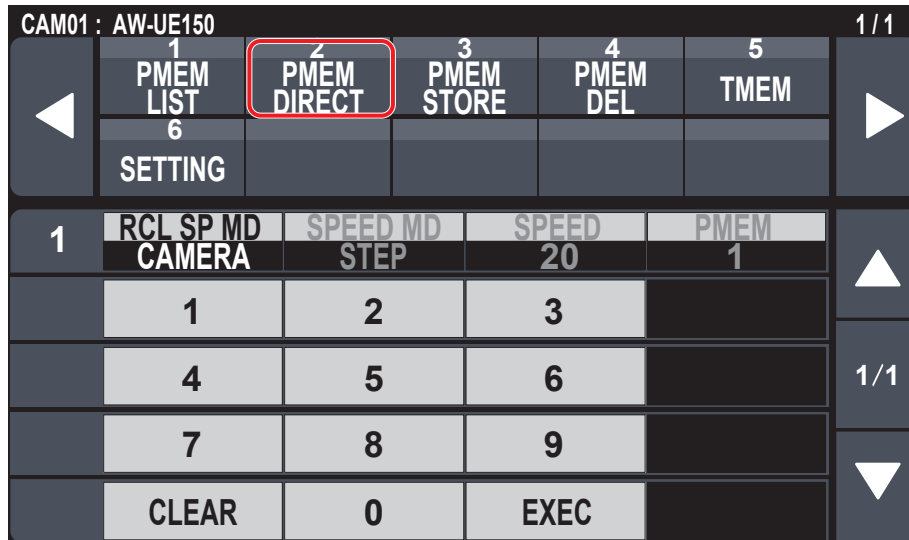 CAM01 : AW-UE150 1 / 1
1 2 3 4 5
PMEM LIST PMEM DIRECT PMEM STORE PMEM DEL TMEM
6
SETTING
1 RCL SP MD SPEED MD SPEED PMEM
CAMERA STEP 20 1
1 2 3
4 5 6 1/1
7 8 9
CLEAR 0 EXEC